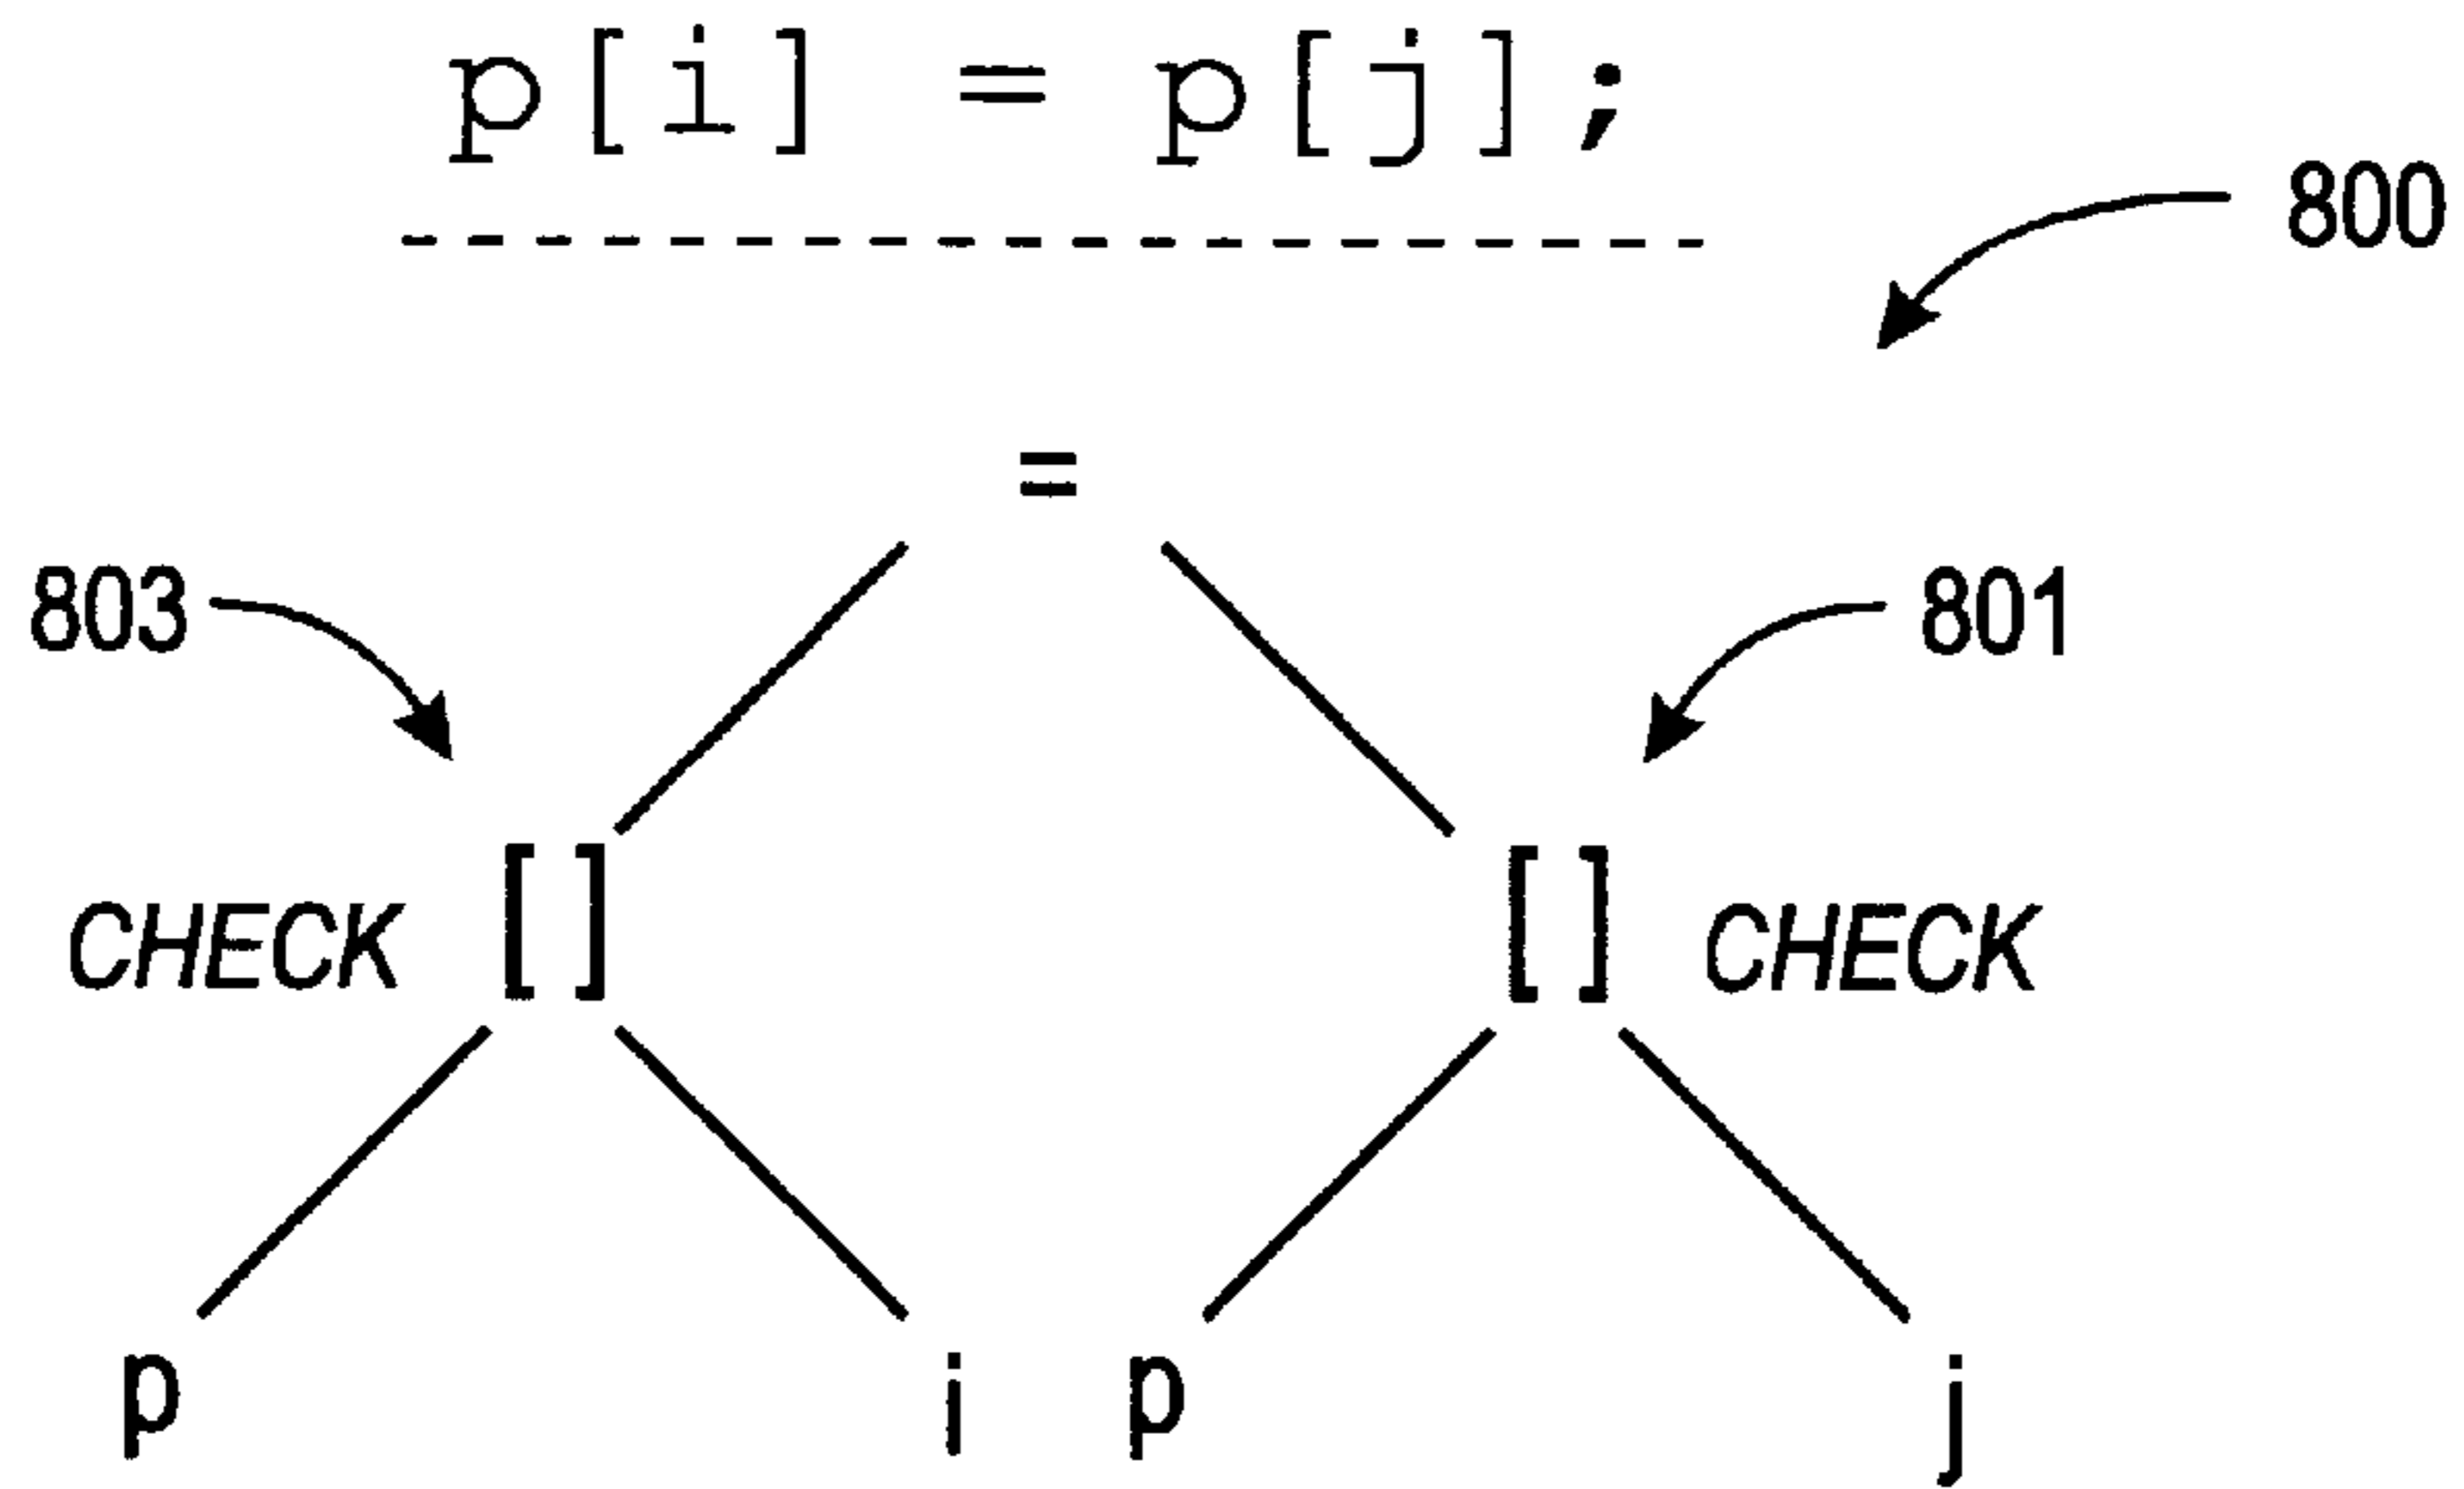 p[i] = p[j];
800
=
803
801
CHECK [] [] CHECK
p i p j